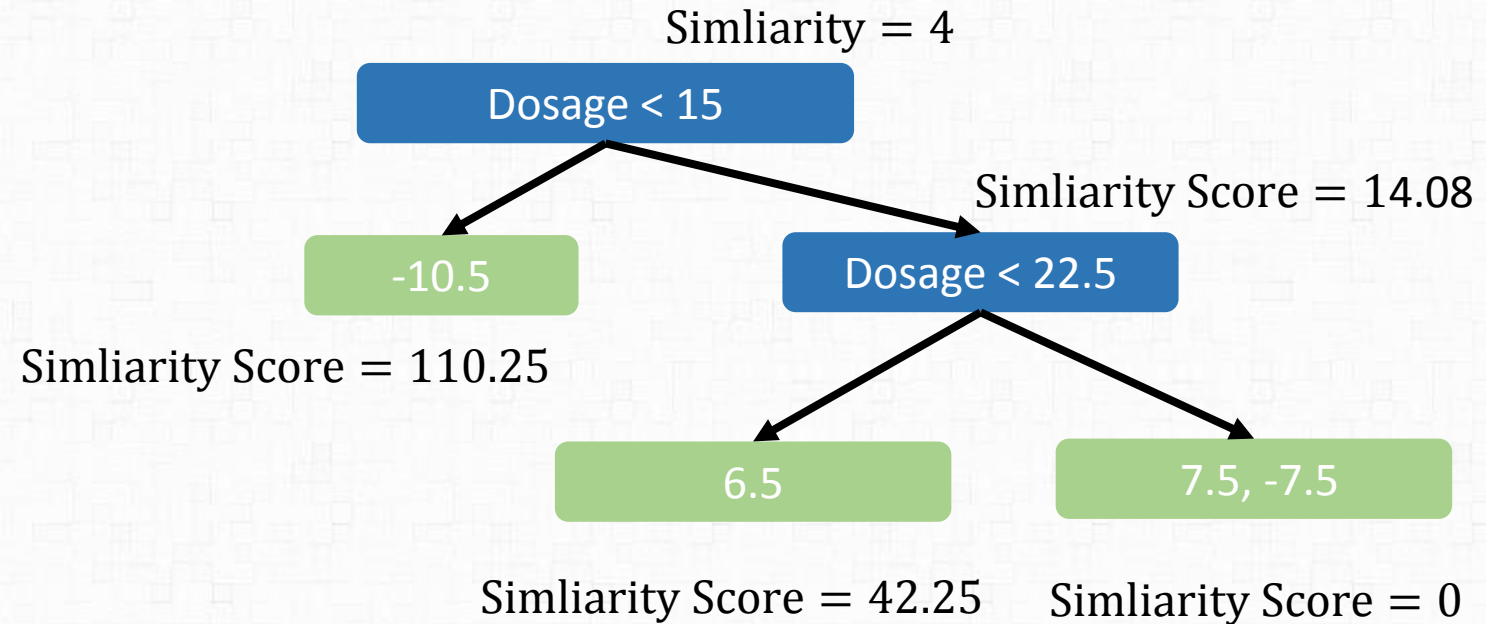 Simliarity = 4
Dosage < 15
Simliarity Score = 14.08
-10.5
Dosage < 22.5
Simliarity Score = 110.25
6.5
7.5, -7.5
Simliarity Score = 42.25
Simliarity Score = 0